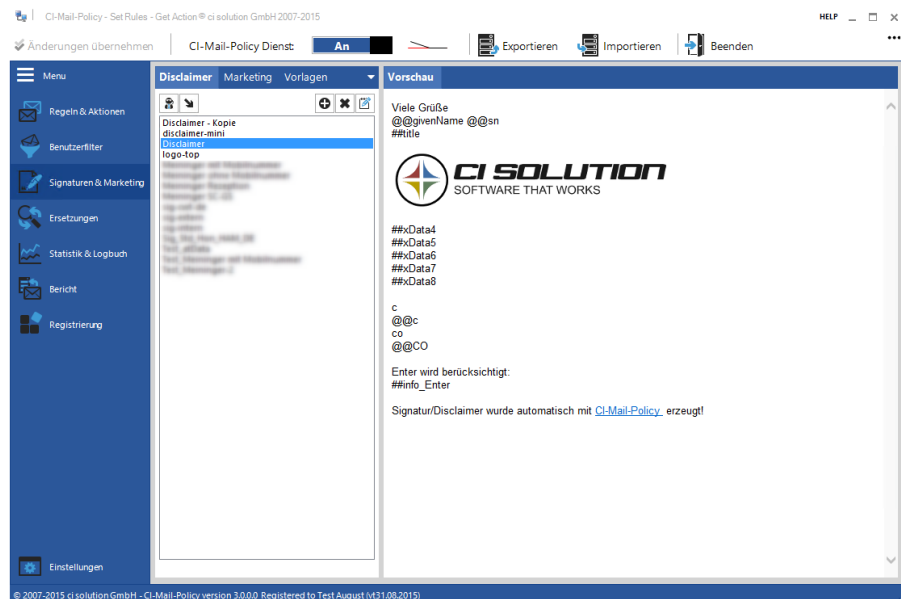 CI-Mail-Policy - Set Rules - Get Action ® ci solution GmbH 2007-2015
HELP
Änderungen übernehmen
CI-Mail-Policy Dienst:
An
Exportieren
Importieren
Beenden
Menu
Regeln & Aktionen
Benutzerfilter
Signaturen & Marketing
Ersetzungen
Statistik & Logbuch
Bericht
Registrierung
Einstellungen
Disclaimer Marketing Vorlagen
Disclaimer - Kopie
disclaimer-mini
Disclaimer
logo-top
Vorschau
Viele Grüße
@@givenName @@sn
##title
CI SOLUTION
SOFTWARE THAT WORKS
##xData4
##xData5
##xData6
##xData7
##xData8
c
@@c
co
@@CO
Enter wird berücksichtigt:
##info_Enter
Signatur/Disclaimer wurde automatisch mit CI-Mail-Policy erzeugt!
© 2007-2015 ci solution GmbH - CI-Mail-Policy version 3.0.0.0 Registered to Test August (vt31.08.2015)